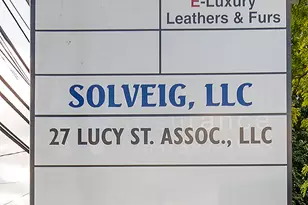 E-Luxury
Leathers & Furs
SOLVEIG, LLC
27 LUCY ST. ASSOC., LLC